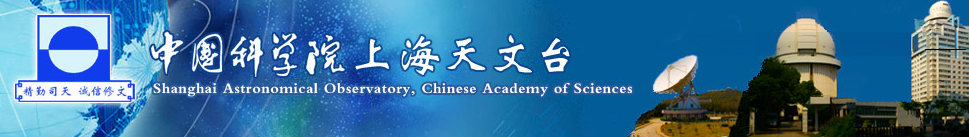 中國科学院上海天文台
Shanghai Astronomical Observatory, Chinese Academy of Sciences
精勤司天 诚信修文